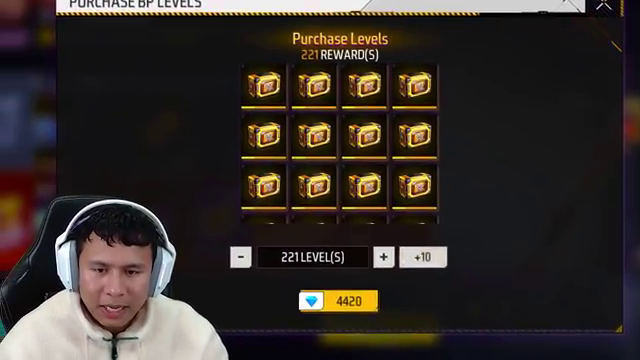 PURCHASE BP LEVELS
Purchase Levels
221 REWARD(S)
- 221 LEVEL(S) + +10
4420